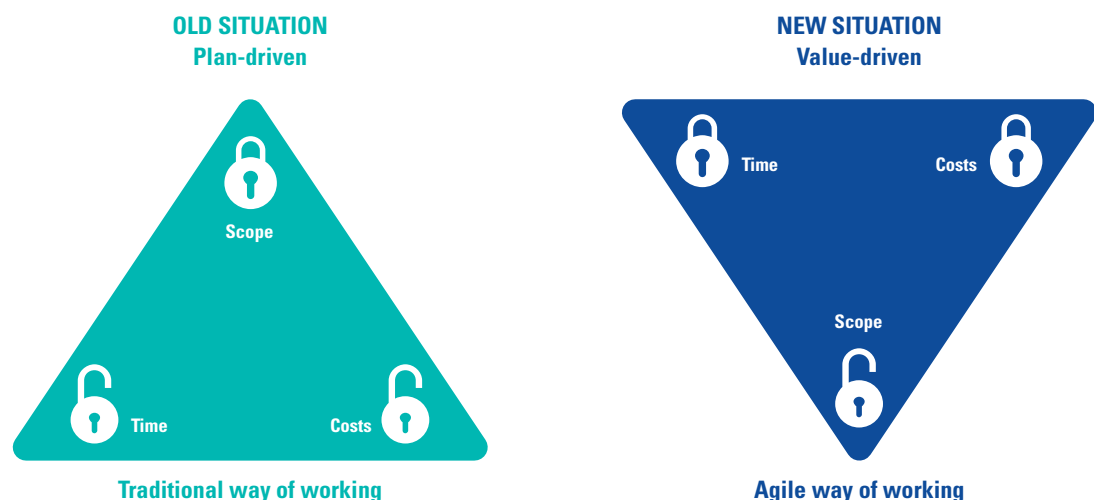 OLD SITUATION
Plan-driven
Scope
Time
Costs
Traditional way of working
NEW SITUATION
Value-driven
Time
Costs
Scope
Agile way of working